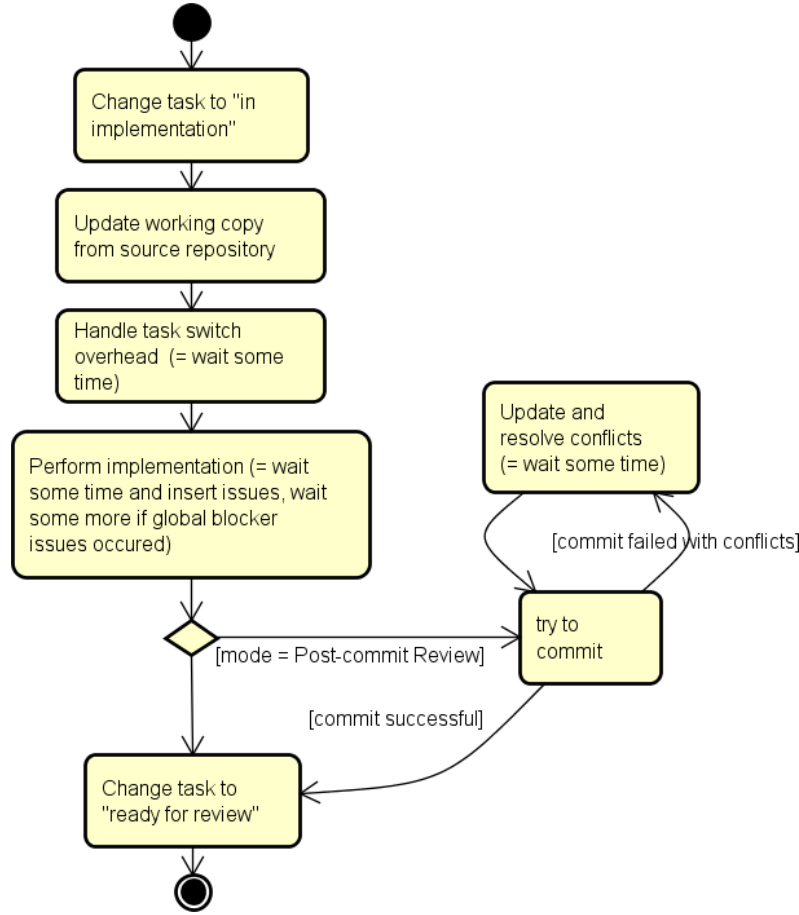 Change task to "in
implementation"
Update working copy
from source repository
Handle task switch
overhead  (= wait some
time)
Perform implementation (= wait
some time and insert issues, wait
some more if global blocker
issues occured)
Update and
resolve conflicts
(= wait some time)
[commit failed with conflicts]
try to
commit
[mode = Post-commit Review]
[commit successful]
Change task to
"ready for review"